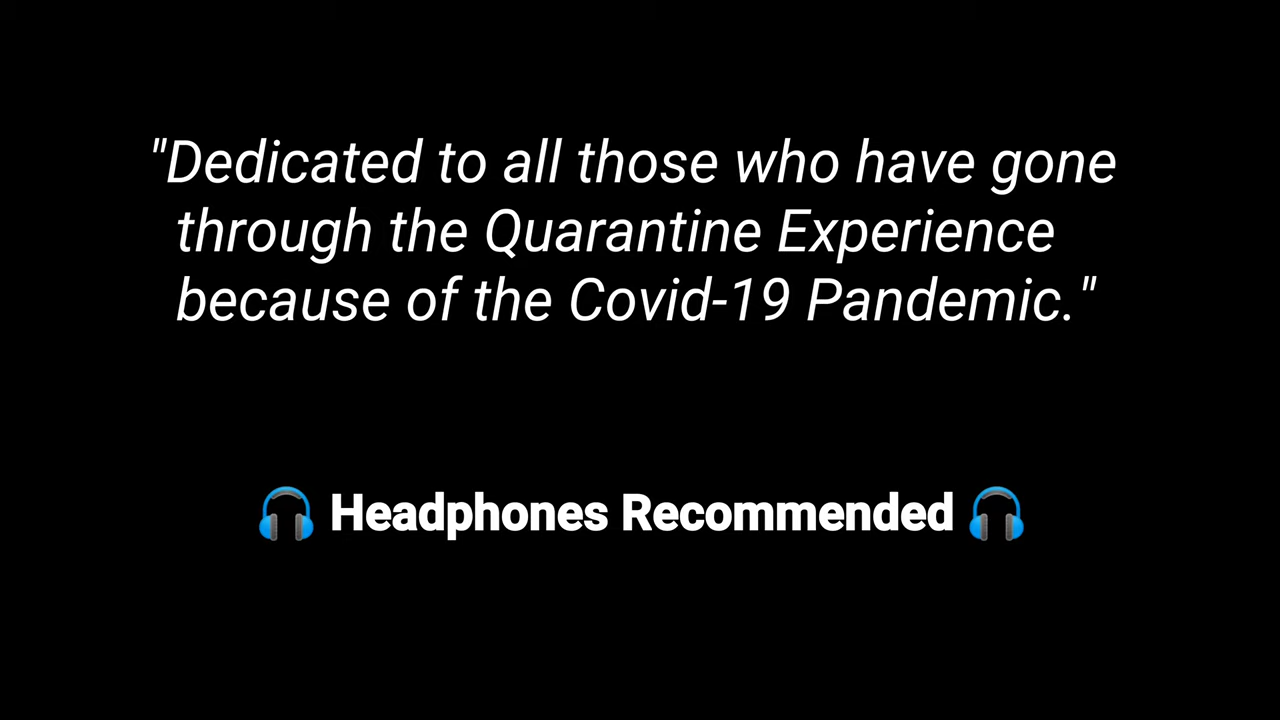 "Dedicated to all those who have gone
through the Quarantine Experience
because of the Covid-19 Pandemic."
🎧 Headphones Recommended 🎧